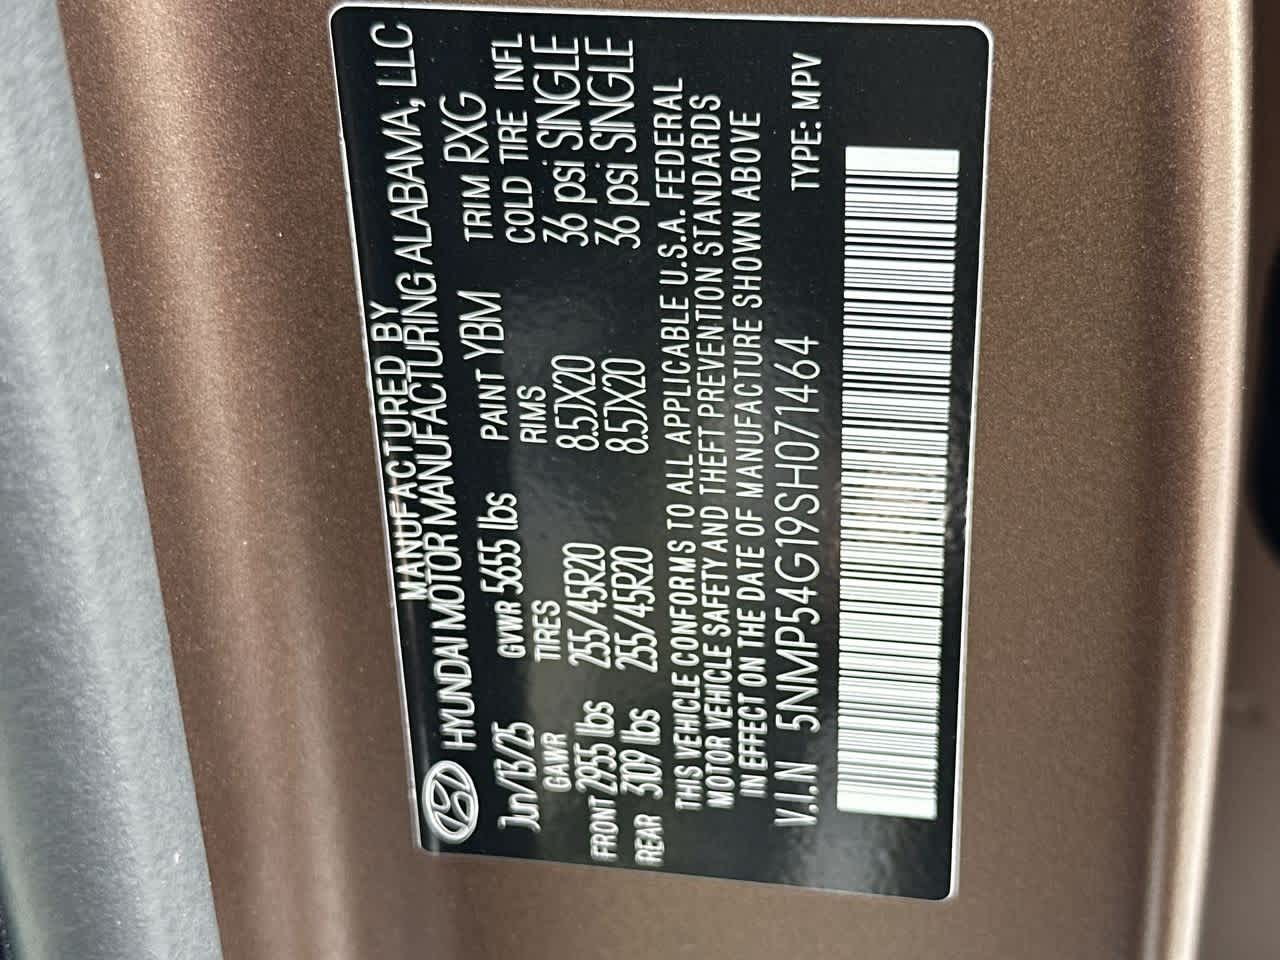 MANUFACTURED BY
HYUNDAI MOTOR MANUFACTURING ALABAMA, LLC
Jun/13/25 GVWR 5655 lbs PAINT YBM TRIM RXG
GAWR TIRES RIMS COLD TIRE INFL
FRONT 2955 lbs 255/45R20 8.5JX20 36 psi SINGLE
REAR 3109 lbs 255/45R20 8.5JX20 36 psi SINGLE
THIS VEHICLE CONFORMS TO ALL APPLICABLE U.S.A. FEDERAL
MOTOR VEHICLE SAFETY AND THEFT PREVENTION STANDARDS
IN EFFECT ON THE DATE OF MANUFACTURE SHOWN ABOVE
V.I.N 5NMP54G19SH071464 TYPE: MPV